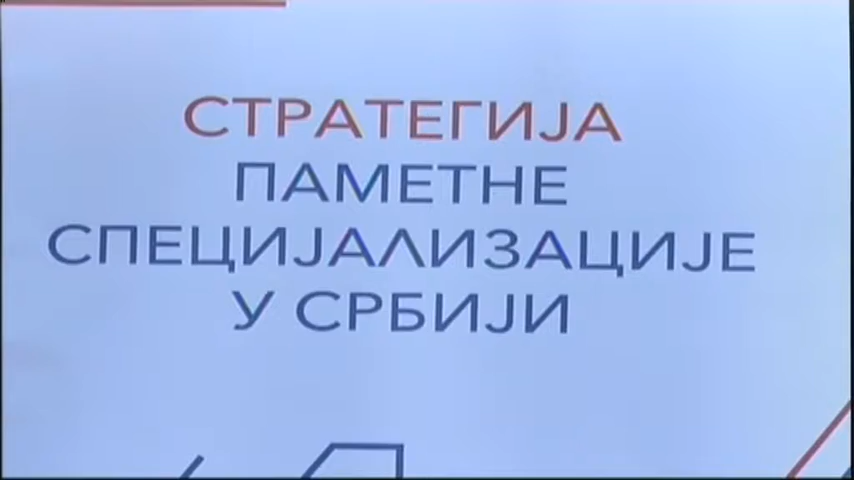 СТРАТЕГИЈА
ПАМЕТНЕ
СПЕЦИЈАЛИЗАЦИЈЕ
У СРБИЈИ